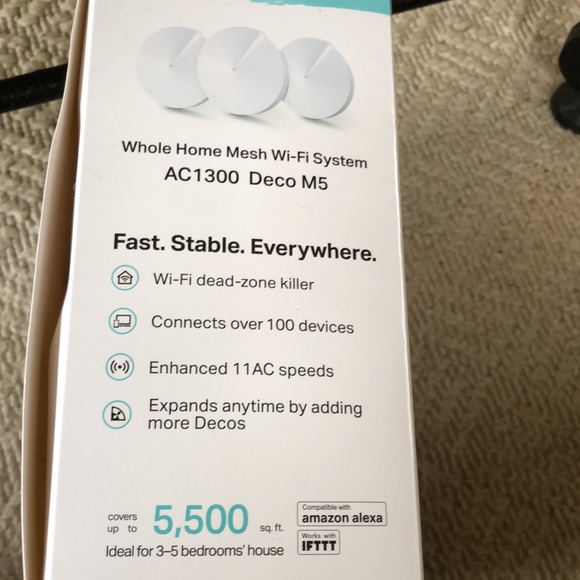 Whole Home Mesh Wi-Fi System
AC1300 Deco M5
Fast. Stable. Everywhere.
Wi-Fi dead-zone killer
Connects over 100 devices
Enhanced 11AC speeds
Expands anytime by adding
more Decos
covers
up to 5,500 sq. ft.
Ideal for 3–5 bedrooms' house
Compatible with
amazon alexa
Works with
IFTTT